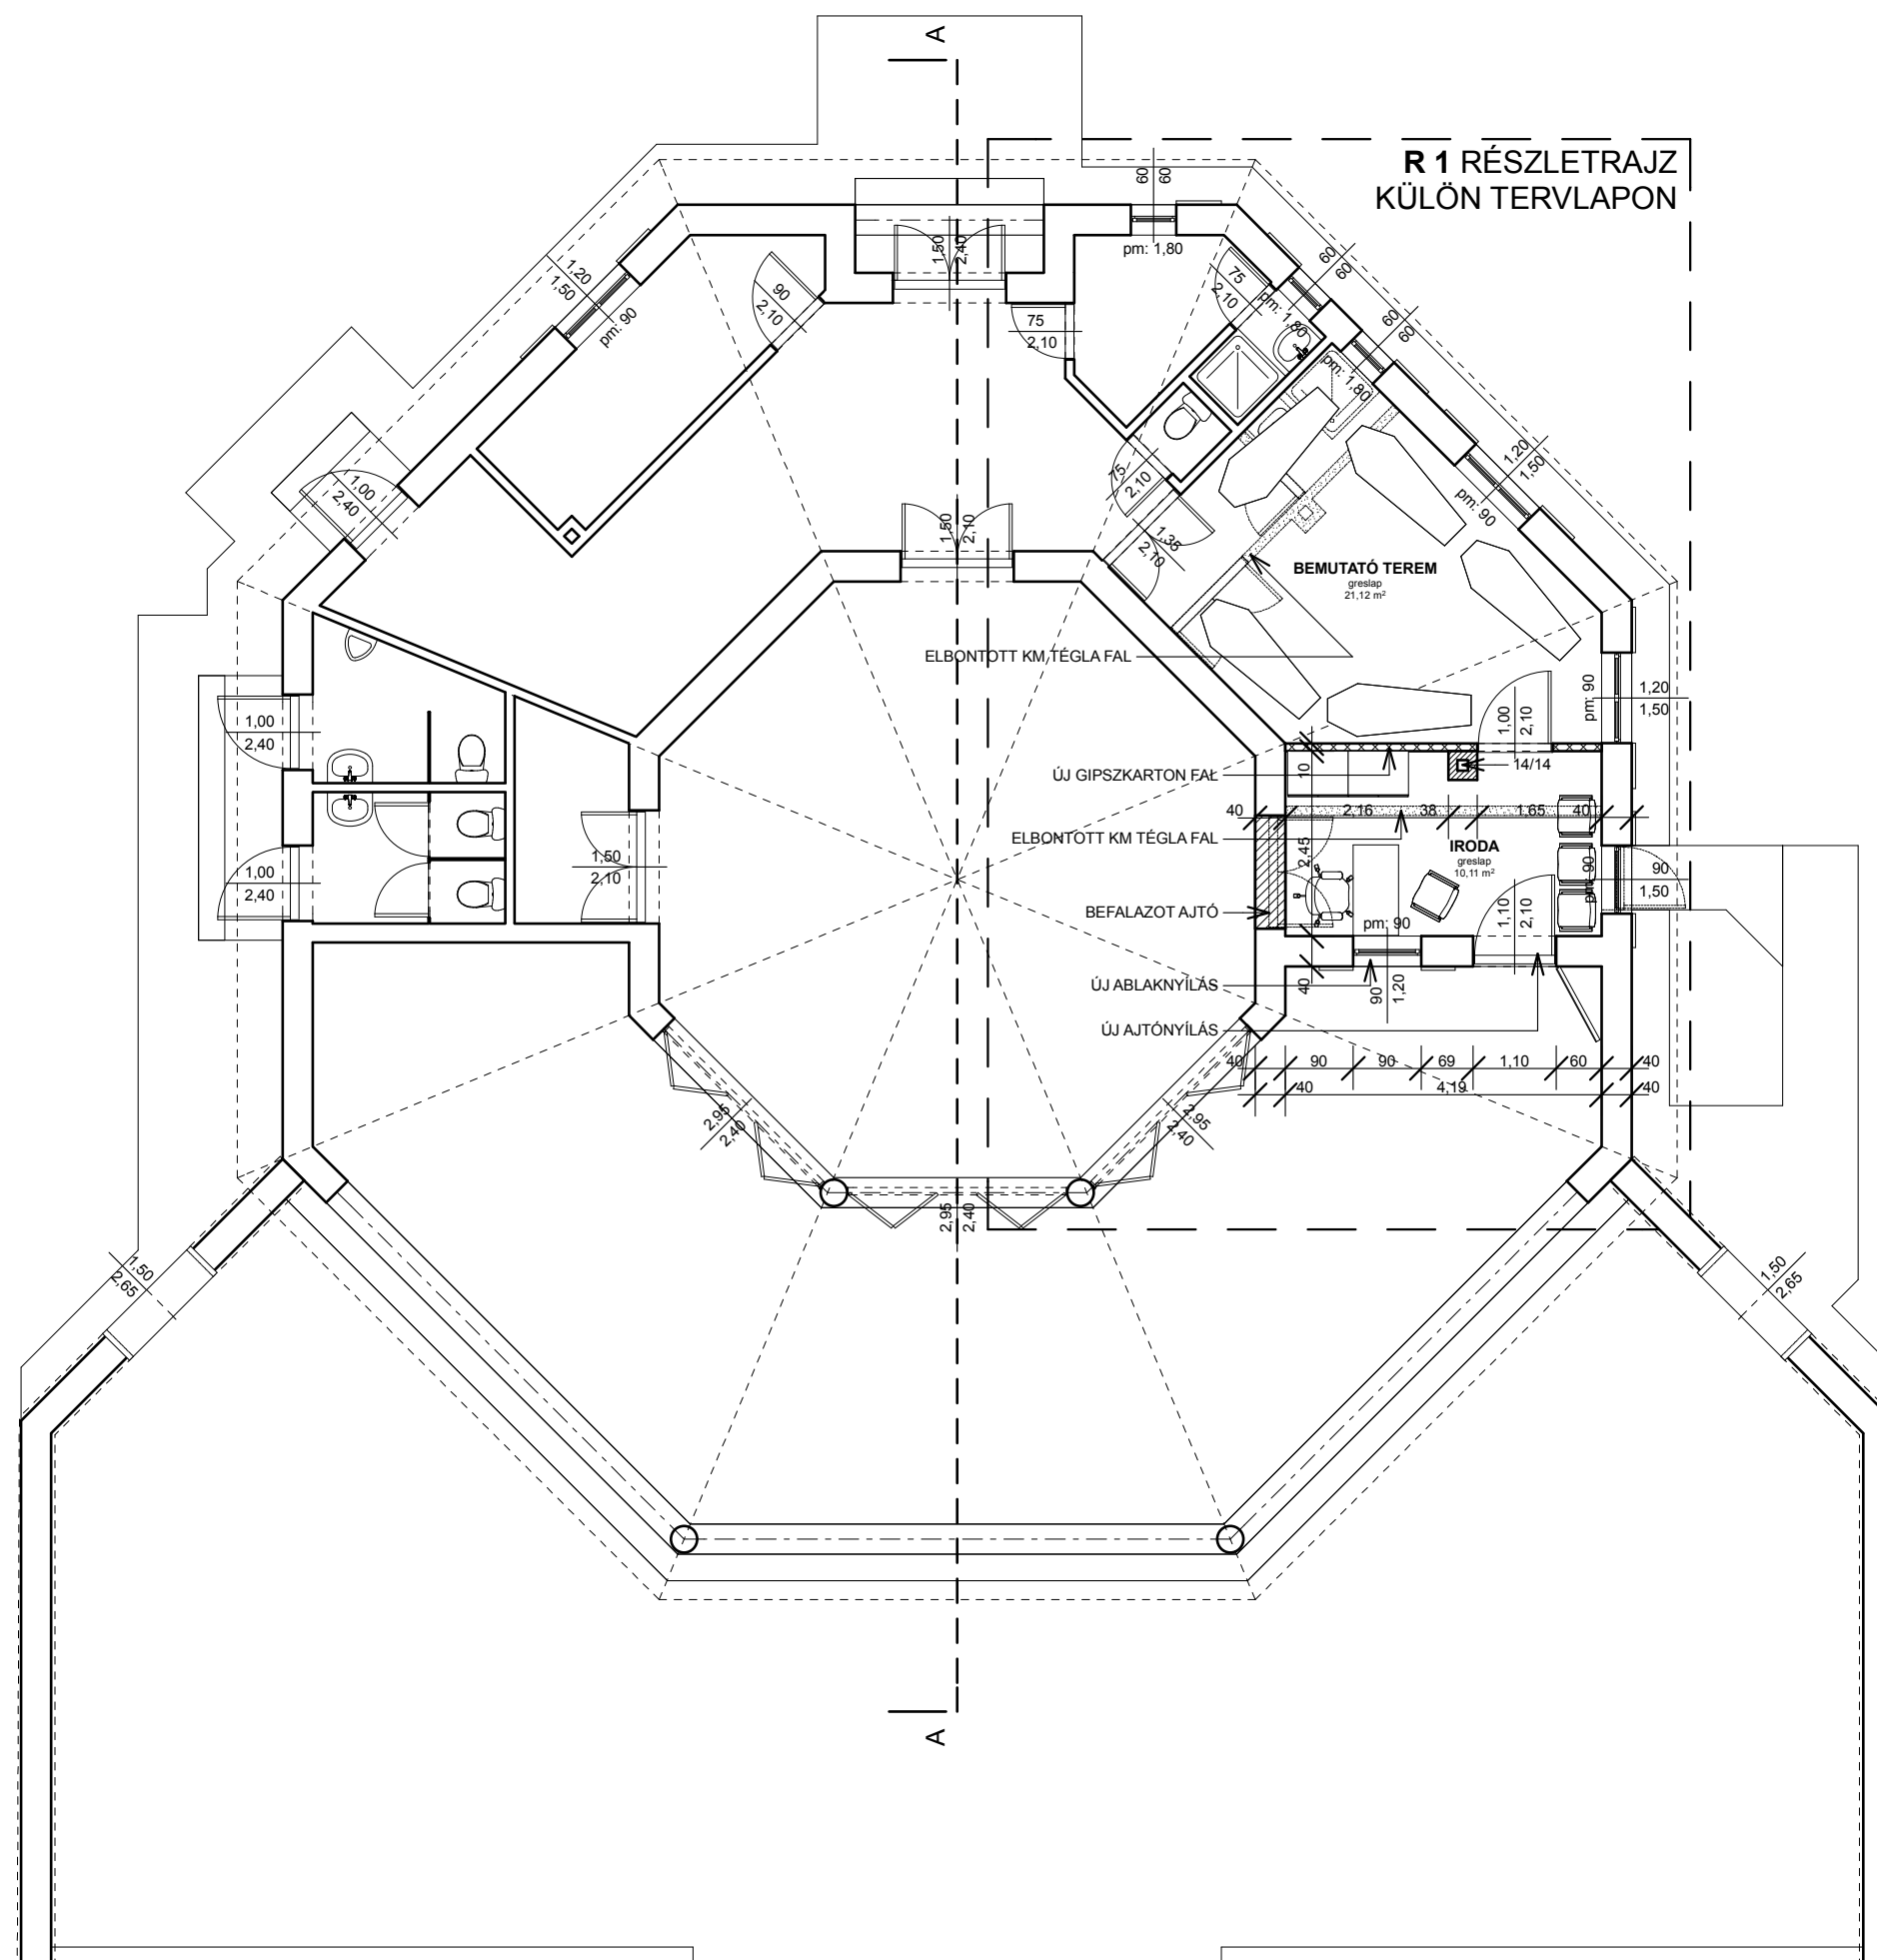 A
R 1 RÉSZLETRAJZ
KÜLÖN TERVLAPON
60
60
pm: 1,80
1,50
2,40
1,20
1,50
pm: 90
90
2,10
75
2,10
75
2,10
60
60
pm: 1,80
60
60
pm: 1,80
1,00
2,40
75
2,10
1,20
1,50
pm: 90
1,50
2,10
1,35
2,10
BEMUTATÓ TEREM
greslap
21,12 m²
ELBONTOTT KM TÉGLA FAL
1,00
2,40
pm: 90
1,20
1,50
1,00
2,10
ÚJ GIPSZKARTON FAL
10
14/14
40
2,16
38
1,65
40
ELBONTOTT KM TÉGLA FAL
2,45
IRODA
greslap
10,11 m²
1,50
2,10
1,00
2,40
pm: 90
90
1,50
BEFALAZOT AJTÓ
pm: 90
1,10
2,10
ÚJ ABLAKNYÍLÁS
40
90
1,20
ÚJ AJTÓNYÍLÁS
40
90
90
69
1,10
60
40
40
4,19
40
2,95
2,40
2,95
2,40
2,95
2,40
1,50
2,65
1,50
2,65
A